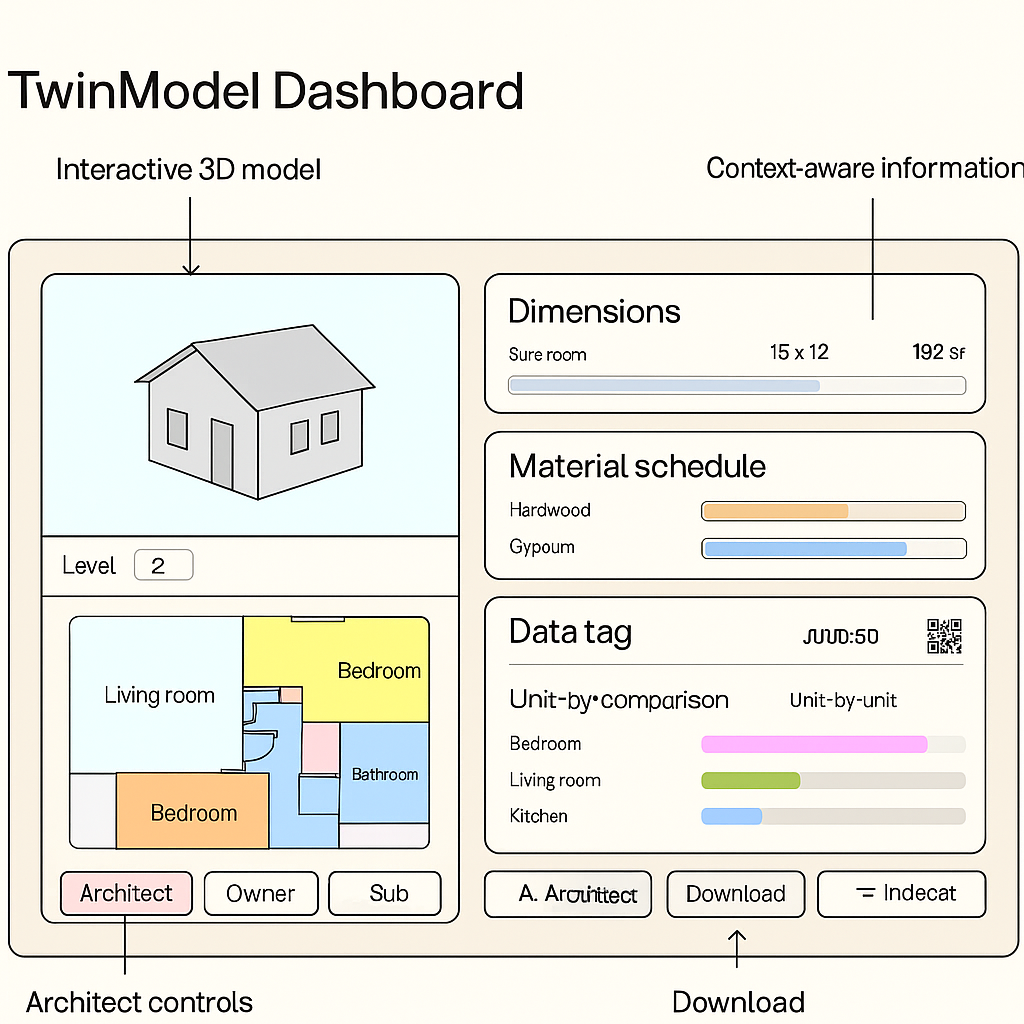 TwinModel Dashboard
Interactive 3D model
Context-aware information
Dimensions
Sure room 15 x 12 192 SF
Material schedule
Hardwood
Gypoum
Level 2
Data tag
Living room
Bedroom
Bathroom
Bedroom
Unit-by•comparison Unit-by-unit
Bedroom
Living room
Kitchen
Architect Owner Sub
A. Download Indecat
Architect controls
Download